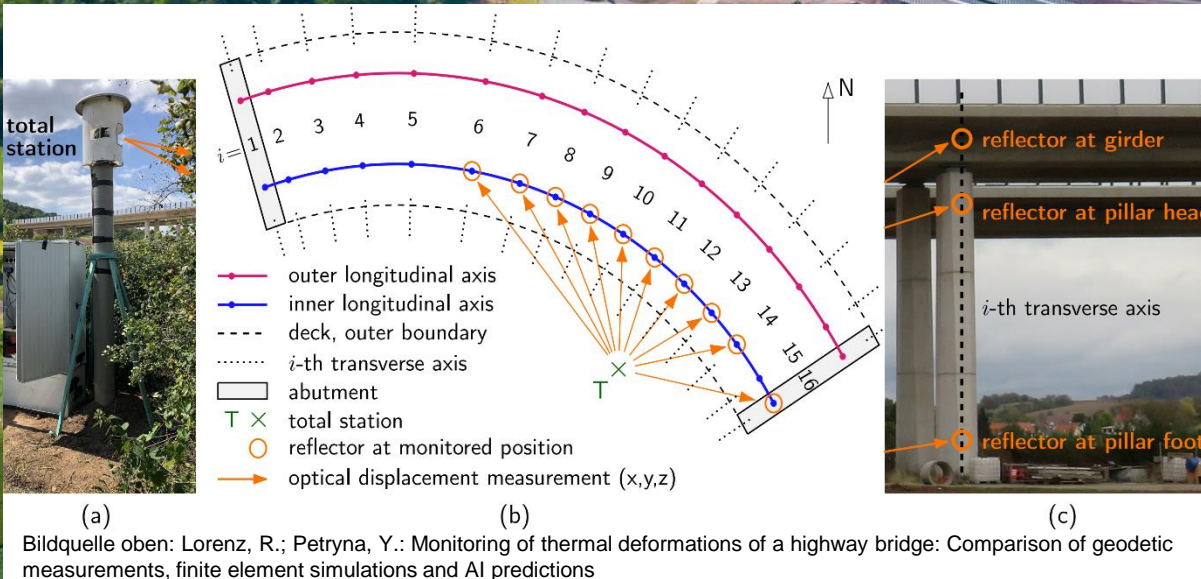 total
station
(a)
N
i=
1
2
3
4
5
6
7
8
9
10
11
12
13
14
15
16
outer longitudinal axis
inner longitudinal axis
deck, outer boundary
i-th transverse axis
abutment
T × total station
reflector at monitored position
optical displacement measurement (x,y,z)
T
(b)
reflector at girder
reflector at pillar head
i-th transverse axis
reflector at pillar foot
(c)
Bildquelle oben: Lorenz, R.; Petryna, Y.: Monitoring of thermal deformations of a highway bridge: Comparison of geodetic
measurements, finite element simulations and AI predictions